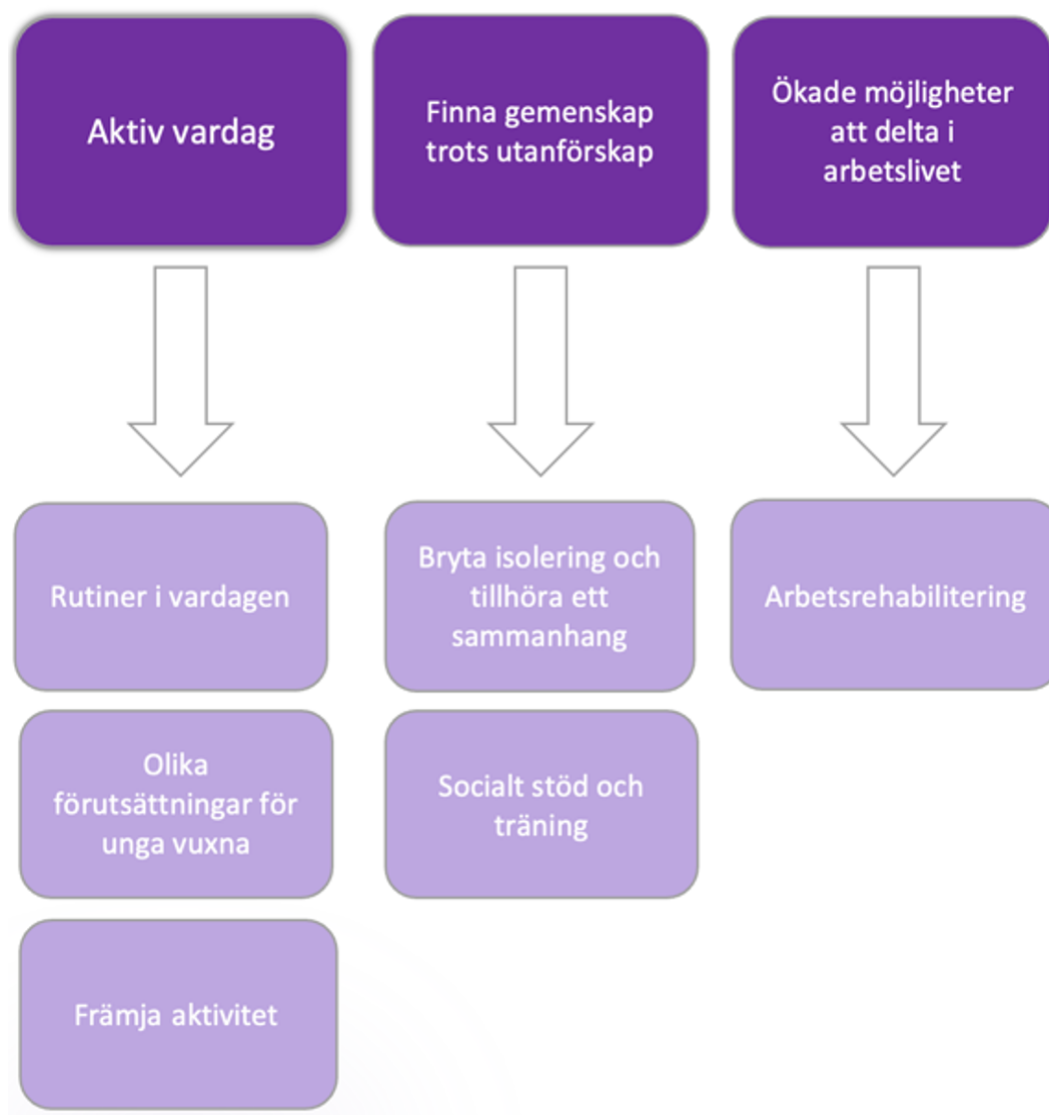 Aktiv vardag
Finna gemenskap
trots utanförskap
Ökade möjligheter
att delta i
arbetslivet
Rutiner i vardagen
Olika
förutsättningar för
unga vuxna
Främja aktivitet
Bryta isolering och
tillhöra ett
sammanhang
Socialt stöd och
träning
Arbetsrehabilitering